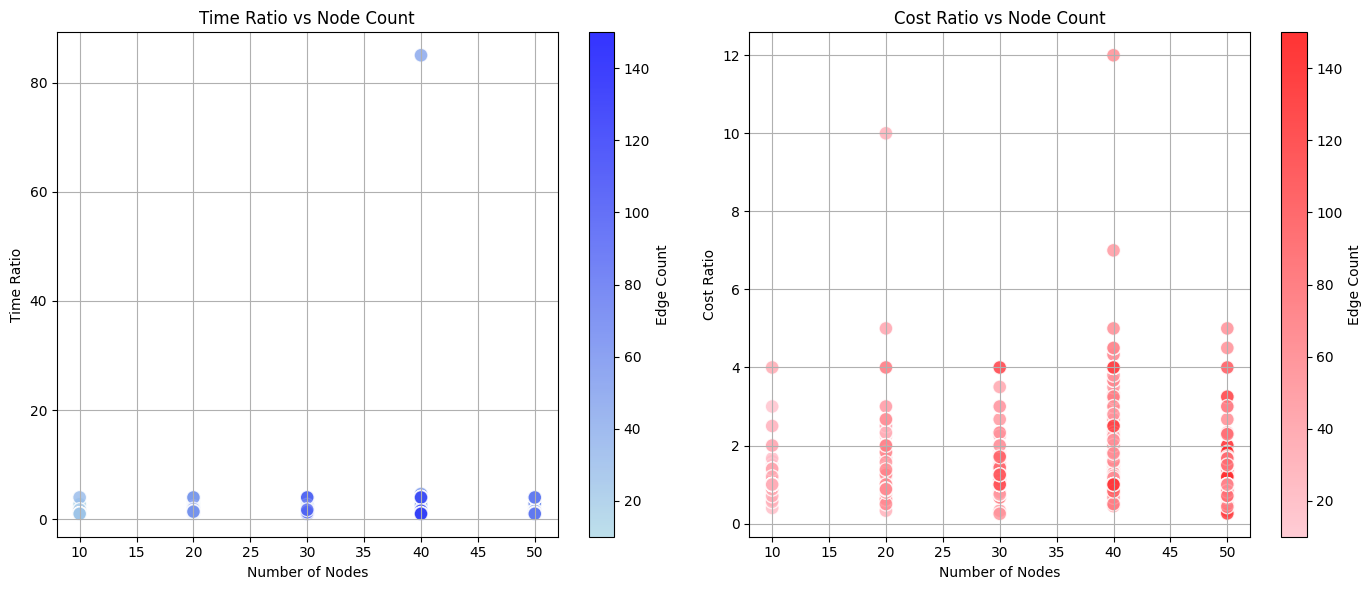 Time Ratio vs Node Count
Time Ratio
80
60
40
20
0
10 15 20 25 30 35 40 45 50
Number of Nodes
140
120
100
80
60
40
20
Edge Count
Cost Ratio vs Node Count
Cost Ratio
12
10
8
6
4
2
0
10 15 20 25 30 35 40 45 50
Number of Nodes
140
120
100
80
60
40
20
Edge Count